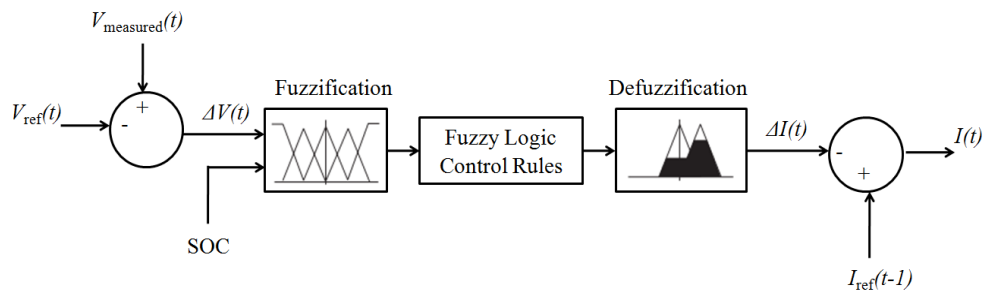 V_measured(t)
V_ref(t)
+
-
ΔV(t)
SOC
Fuzzification
Fuzzy Logic
Control Rules
Defuzzification
ΔI(t)
-
+
I(t)
I_ref(t-1)